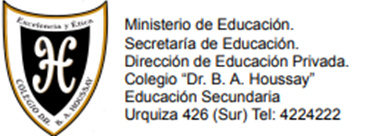 Excelencia y Ética
H
COLEGIO DR. B. A. HOUSSAY
Ministerio de Educación.
Secretaría de Educación.
Dirección de Educación Privada.
Colegio “Dr. B. A. Houssay”
Educación Secundaria
Urquiza 426 (Sur) Tel: 4224222